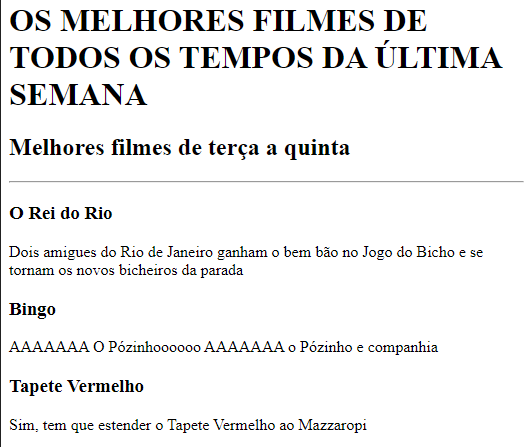 OS MELHORES FILMES DE
TODOS OS TEMPOS DA ÚLTIMA
SEMANA
Melhores filmes de terça a quinta
O Rei do Rio
Dois amigues do Rio de Janeiro ganham o bem bão no Jogo do Bicho e se
tornam os novos bicheiros da parada
Bingo
AAAAAAA O Pózinhoooooo AAAAAAA o Pózinho e companhia
Tapete Vermelho
Sim, tem que estender o Tapete Vermelho ao Mazzaropi